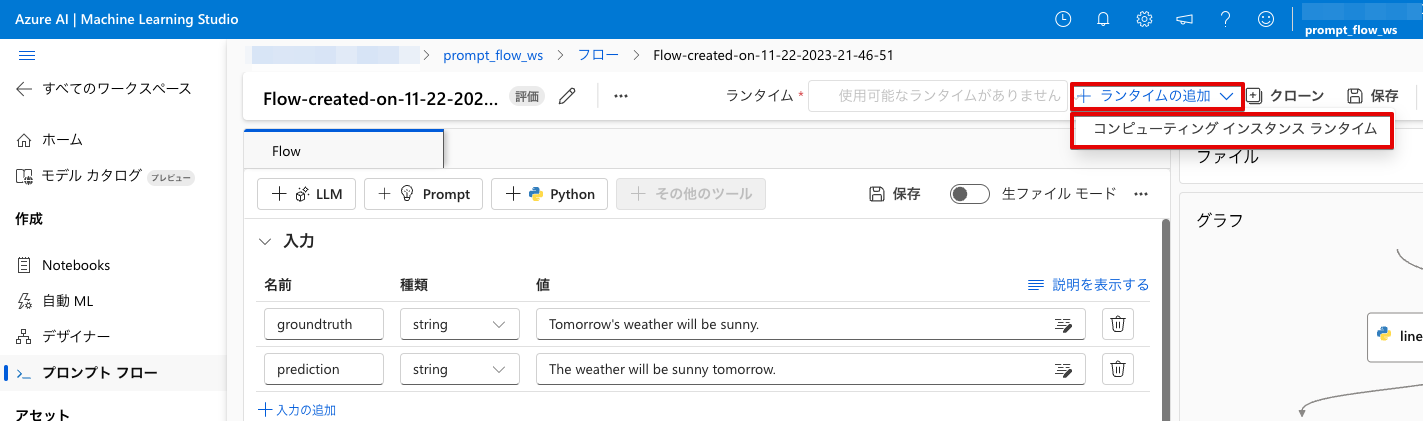 Azure AI | Machine Learning Studio
prompt_flow_ws
すべてのワークスペース
ホーム
モデル カタログ プレビュー
作成
Notebooks
自動 ML
デザイナー
プロンプト フロー
アセット
prompt_flow_ws > フロー > Flow-created-on-11-22-2023-21-46-51
Flow-created-on-11-22-202... 評価 ランタイム * 使用可能なランタイムがありません ランタイムの追加 クローン 保存
コンピューティング インスタンス ランタイム
Flow
LLM Prompt Python その他のツール 保存 生ファイル モード
入力
名前 種類 値 説明を表示する
groundtruth string Tomorrow's weather will be sunny.
prediction string The weather will be sunny tomorrow.
入力の追加
ファイル
グラフ
line